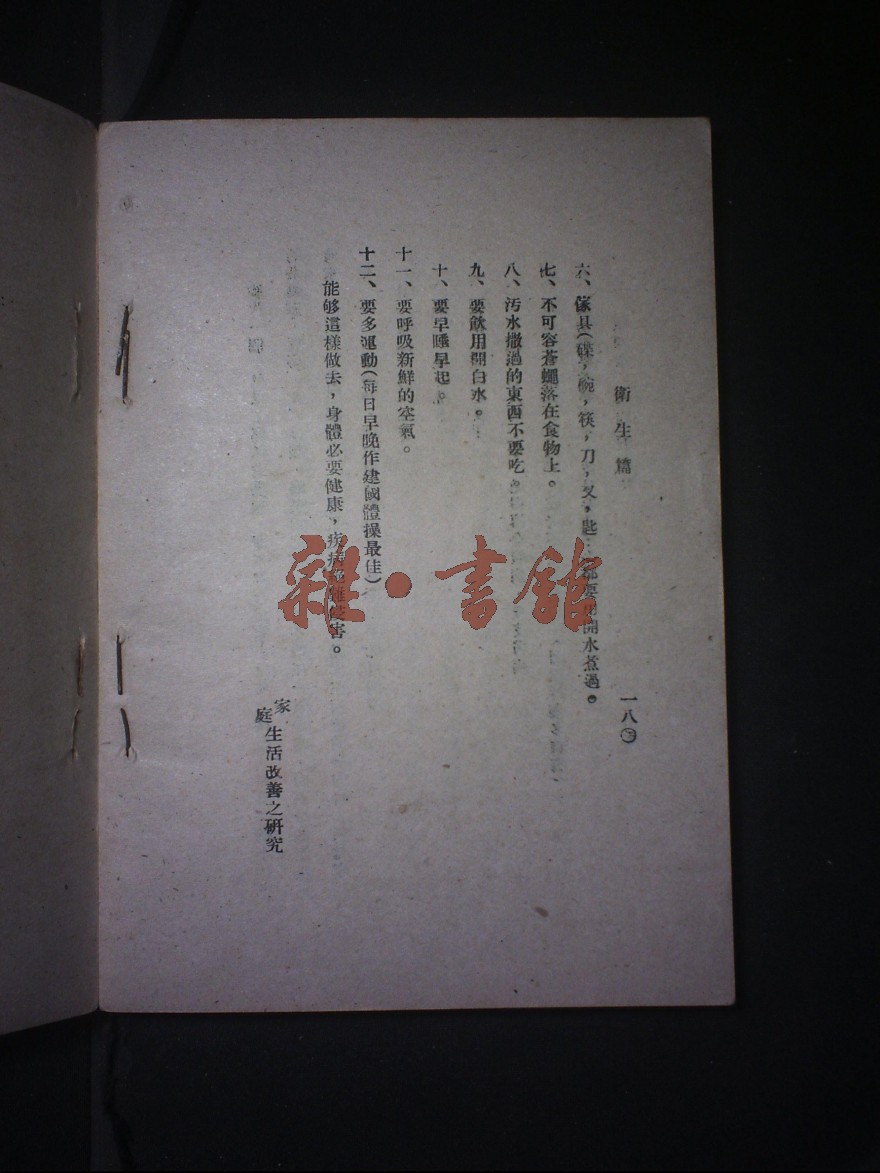 衛生篇
一八
六、傢具(碟，碗，筷，刀，叉，匙…都要用開水煮過。
七、不可容蒼蠅落在食物上。
八、污水撒過的東西不要吃。
九、要飲用開白水。
十、要早睡早起。
十一、要呼吸新鮮的空氣。
十二、要多運動(每日早晚作建國體操最佳)
能够這樣做去，身體必要健康，疾病 害。
家庭生活改善之研究
雜·書館